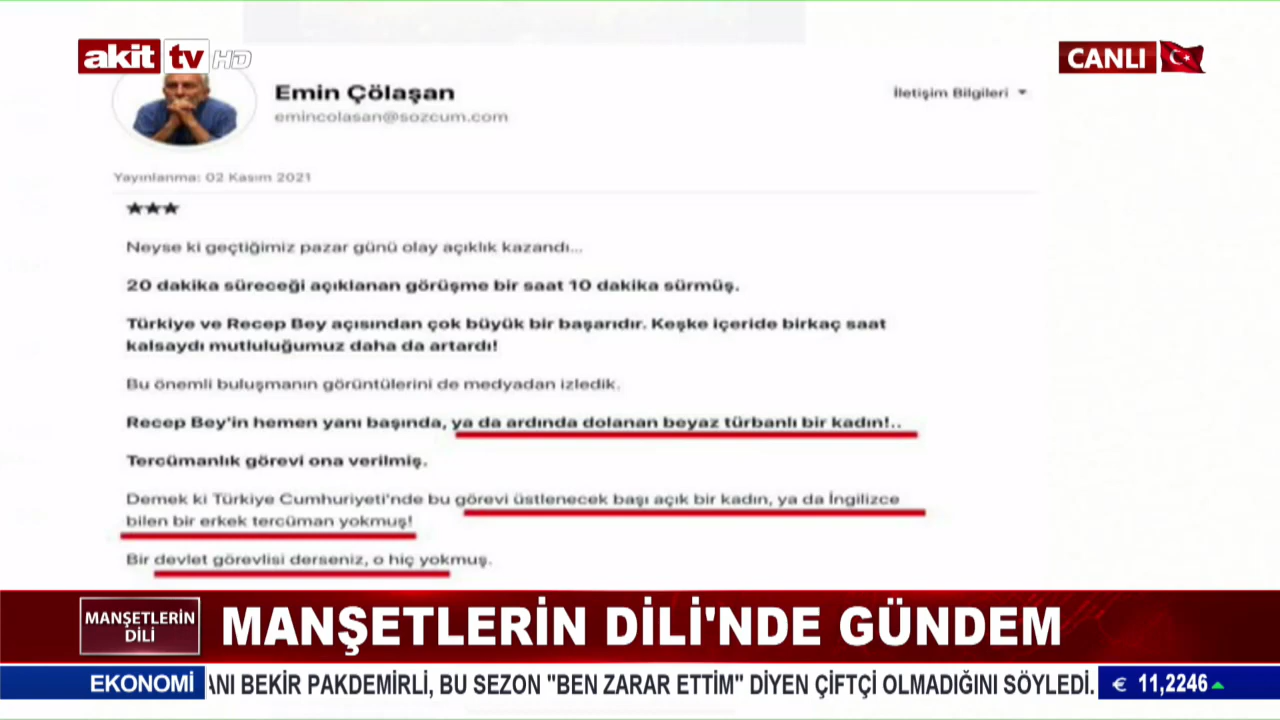 akit tv HD
CANLI
Emin Çölaşan
İletişim Bilgileri
emincolasan@sozcum.com
Yayınlanma: 02 Kasım 2021
★★★
Neyse ki geçtiğimiz pazar günü olay açıklık kazandı...
20 dakika süreceği açıklanan görüşme bir saat 10 dakika sürmüş.
Türkiye ve Recep Bey açısından çok büyük bir başarıdır. Keşke içeride birkaç saat
kalsaydı mutluluğumuz daha da artardı!
Bu önemli buluşmanın görüntülerini de medyadan izledik.
Recep Bey'in hemen yanı başında, ya da ardında dolanan beyaz türbanlı bir kadın!..
Tercümanlık görevi ona verilmiş.
Demek ki Türkiye Cumhuriyeti'nde bu görevi üstlenecek başı açık bir kadın, ya da İngilizce
bilen bir erkek tercüman yokmuş!
Bir devlet görevlisi derseniz, o hiç yokmuş.
MANŞETLERİN
DİLİ
MANŞETLERİN DİLİ'NDE GÜNDEM
EKONOMİ
ANI BEKİR PAKDEMİRLİ, BU SEZON "BEN ZARAR ETTİM" DİYEN ÇİFTÇİ OLMADIĞINI SÖYLEDİ.
€ 11,2246